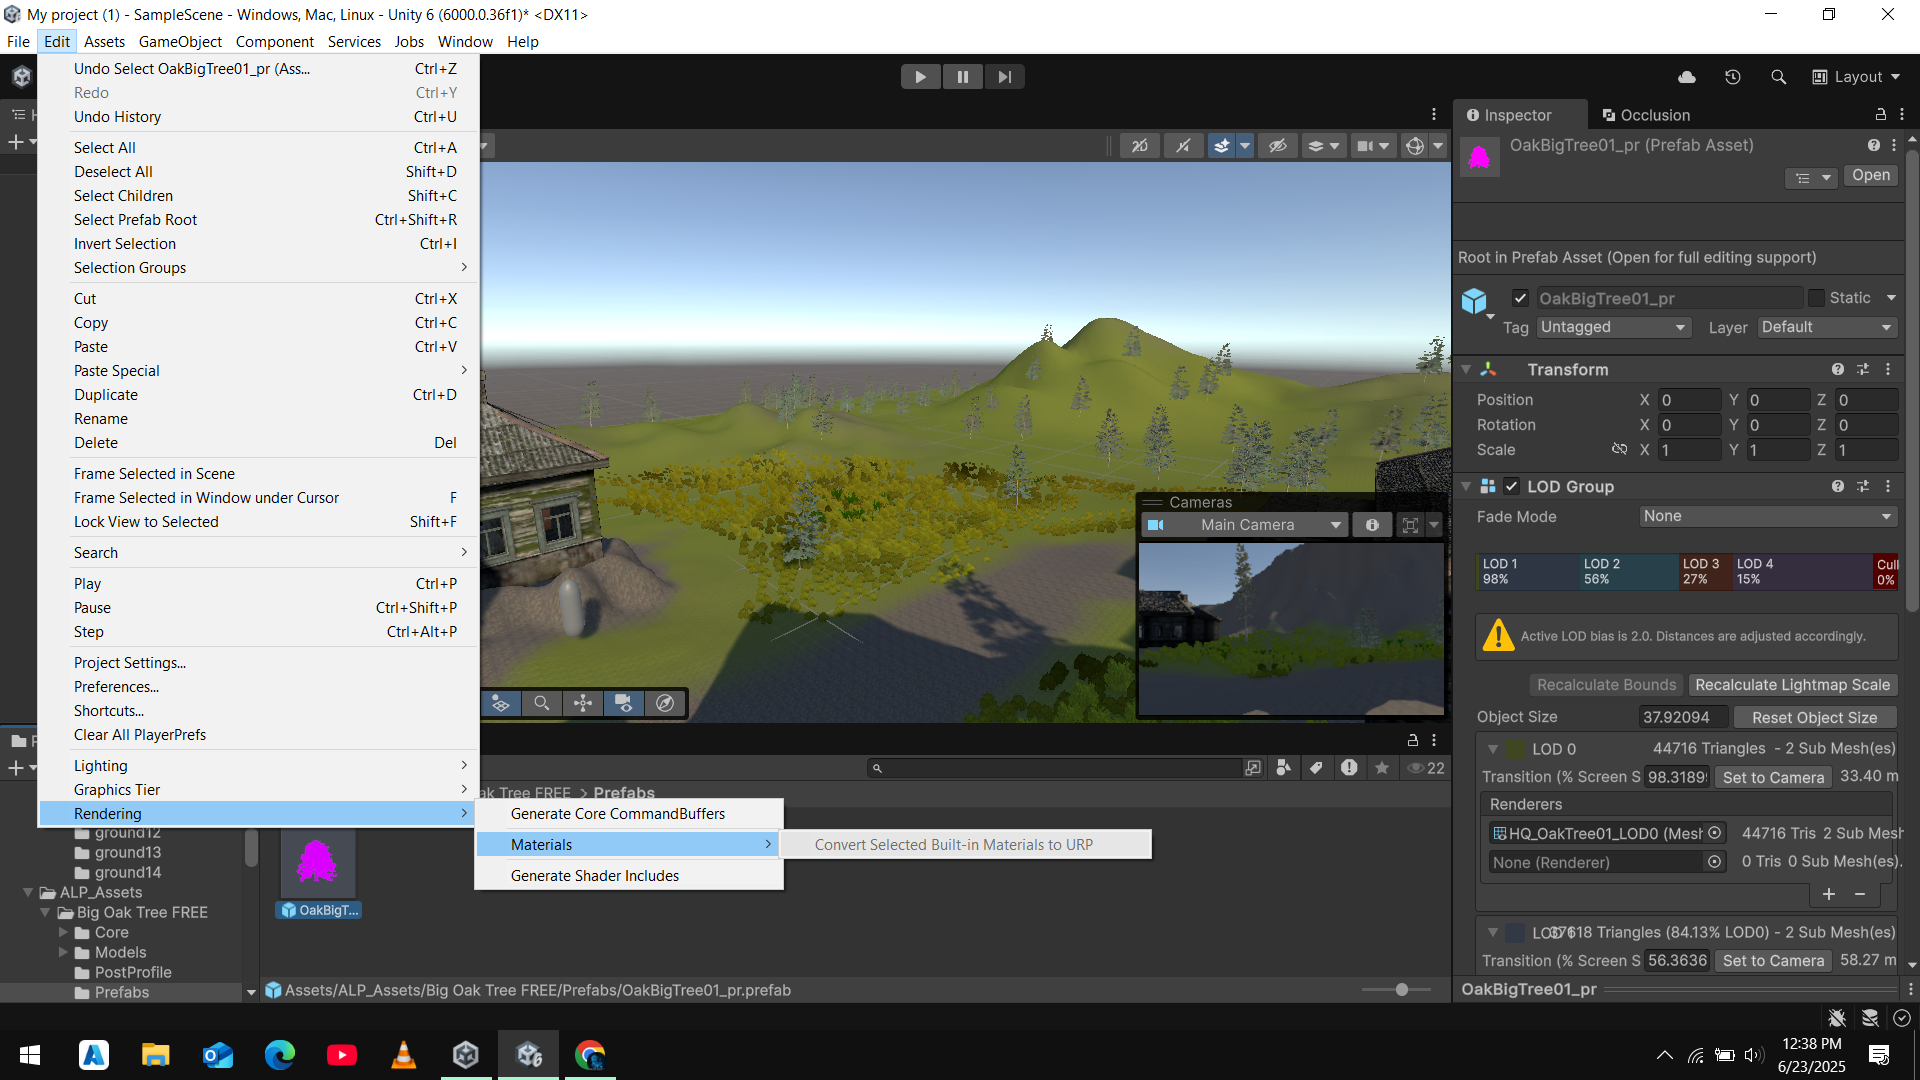 My project (1) - SampleScene - Windows, Mac, Linux - Unity 6 (6000.0.36f1)* <DX11>
File Edit Assets GameObject Component Services Jobs Window Help
Undo Select OakBigTree01_pr (Ass... Ctrl+Z
Redo Ctrl+Y
Undo History Ctrl+U
Select All Ctrl+A
Deselect All Shift+D
Select Children Shift+C
Select Prefab Root Ctrl+Shift+R
Invert Selection Ctrl+I
Selection Groups
Cut Ctrl+X
Copy Ctrl+C
Paste Ctrl+V
Paste Special
Duplicate Ctrl+D
Rename
Delete Del
Frame Selected in Scene
Frame Selected in Window under Cursor F
Lock View to Selected Shift+F
Search
Play Ctrl+P
Pause Ctrl+Shift+P
Step Ctrl+Alt+P
Project Settings...
Preferences...
Shortcuts...
Clear All PlayerPrefs
Lighting
Graphics Tier
Rendering
Generate Core CommandBuffers
Materials
Convert Selected Built-in Materials to URP
Generate Shader Includes
Layout
2D
Cameras
Main Camera
22
ak Tree FREE > Prefabs
ground12
ground13
ground14
ALP_Assets
Big Oak Tree FREE
Core
Models
PostProfile
Prefabs
OakBigT...
Assets/ALP_Assets/Big Oak Tree FREE/Prefabs/OakBigTree01_pr.prefab
Inspector Occlusion
OakBigTree01_pr (Prefab Asset)
Open
Root in Prefab Asset (Open for full editing support)
OakBigTree01_pr Static
Tag Untagged Layer Default
Transform
Position X 0 Y 0 Z 0
Rotation X 0 Y 0 Z 0
Scale X 1 Y 1 Z 1
LOD Group
Fade Mode None
LOD 1 LOD 2 LOD 3 LOD 4 Cull
98% 56% 27% 15% 0%
Active LOD bias is 2.0. Distances are adjusted accordingly.
Recalculate Bounds Recalculate Lightmap Scale
Object Size 37.92094 Reset Object Size
LOD 0 44716 Triangles - 2 Sub Mesh(es)
Transition (% Screen S 98.3189 Set to Camera 33.40 m
Renderers
HQ_OakTree01_LOD0 (Mesh 44716 Tris 2 Sub Mesh
None (Renderer) 0 Tris 0 Sub Mesh(es).
37618 Triangles (84.13% LOD0) - 2 Sub Mesh(es)
Transition (% Screen S 56.3636 Set to Camera 58.27 m
OakBigTree01_pr
12:38 PM
6/23/2025